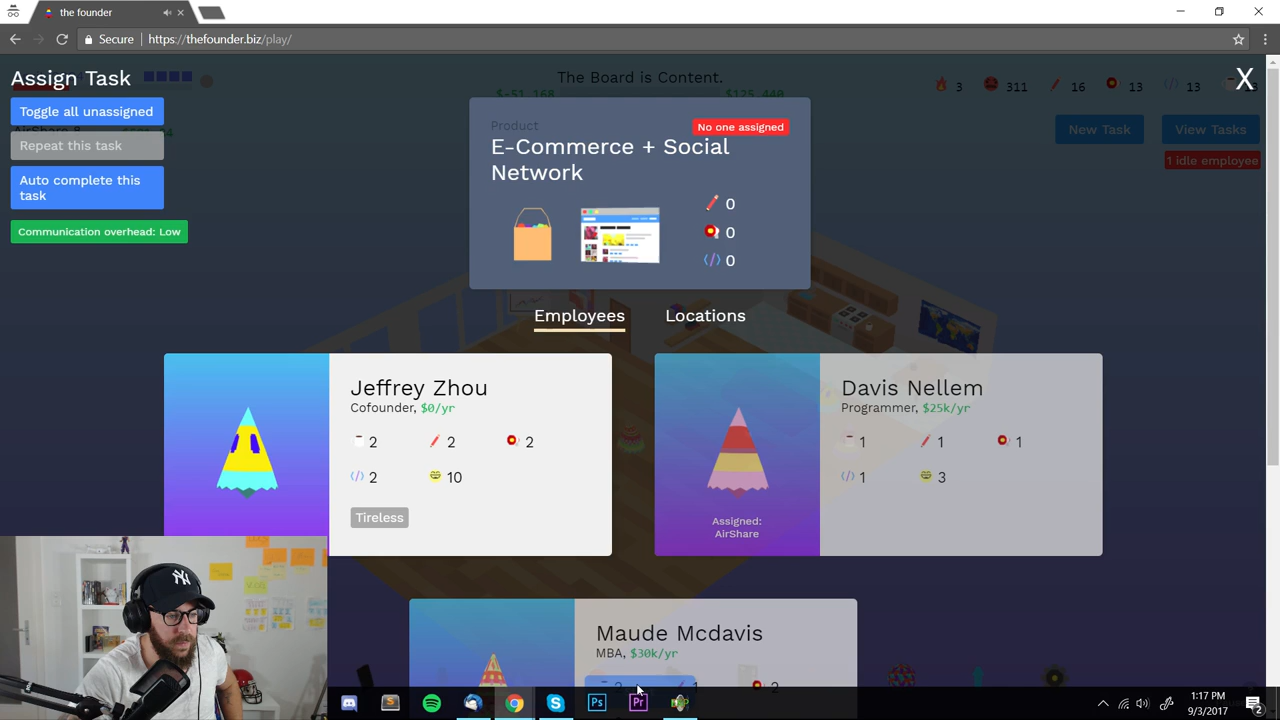 the founder
Secure
https://thefounder.biz/play/
Assign Task
The Board is Content.
3
311
16
13
13
X
Toggle all unassigned
Repeat this task
Auto complete this
task
Communication overhead: Low
New Task
View Tasks
1 idle employee
Product
No one assigned
E-Commerce + Social
Network
0
0
0
Employees
Locations
Jeffrey Zhou
Cofounder, $0/yr
2
2
2
2
10
Tireless
Davis Nellem
Programmer, $25k/yr
1
1
1
1
3
Assigned:
AirShare
Maude Mcdavis
MBA, $30k/yr
2
Ps
Pr
1:17 PM
9/3/2017
2